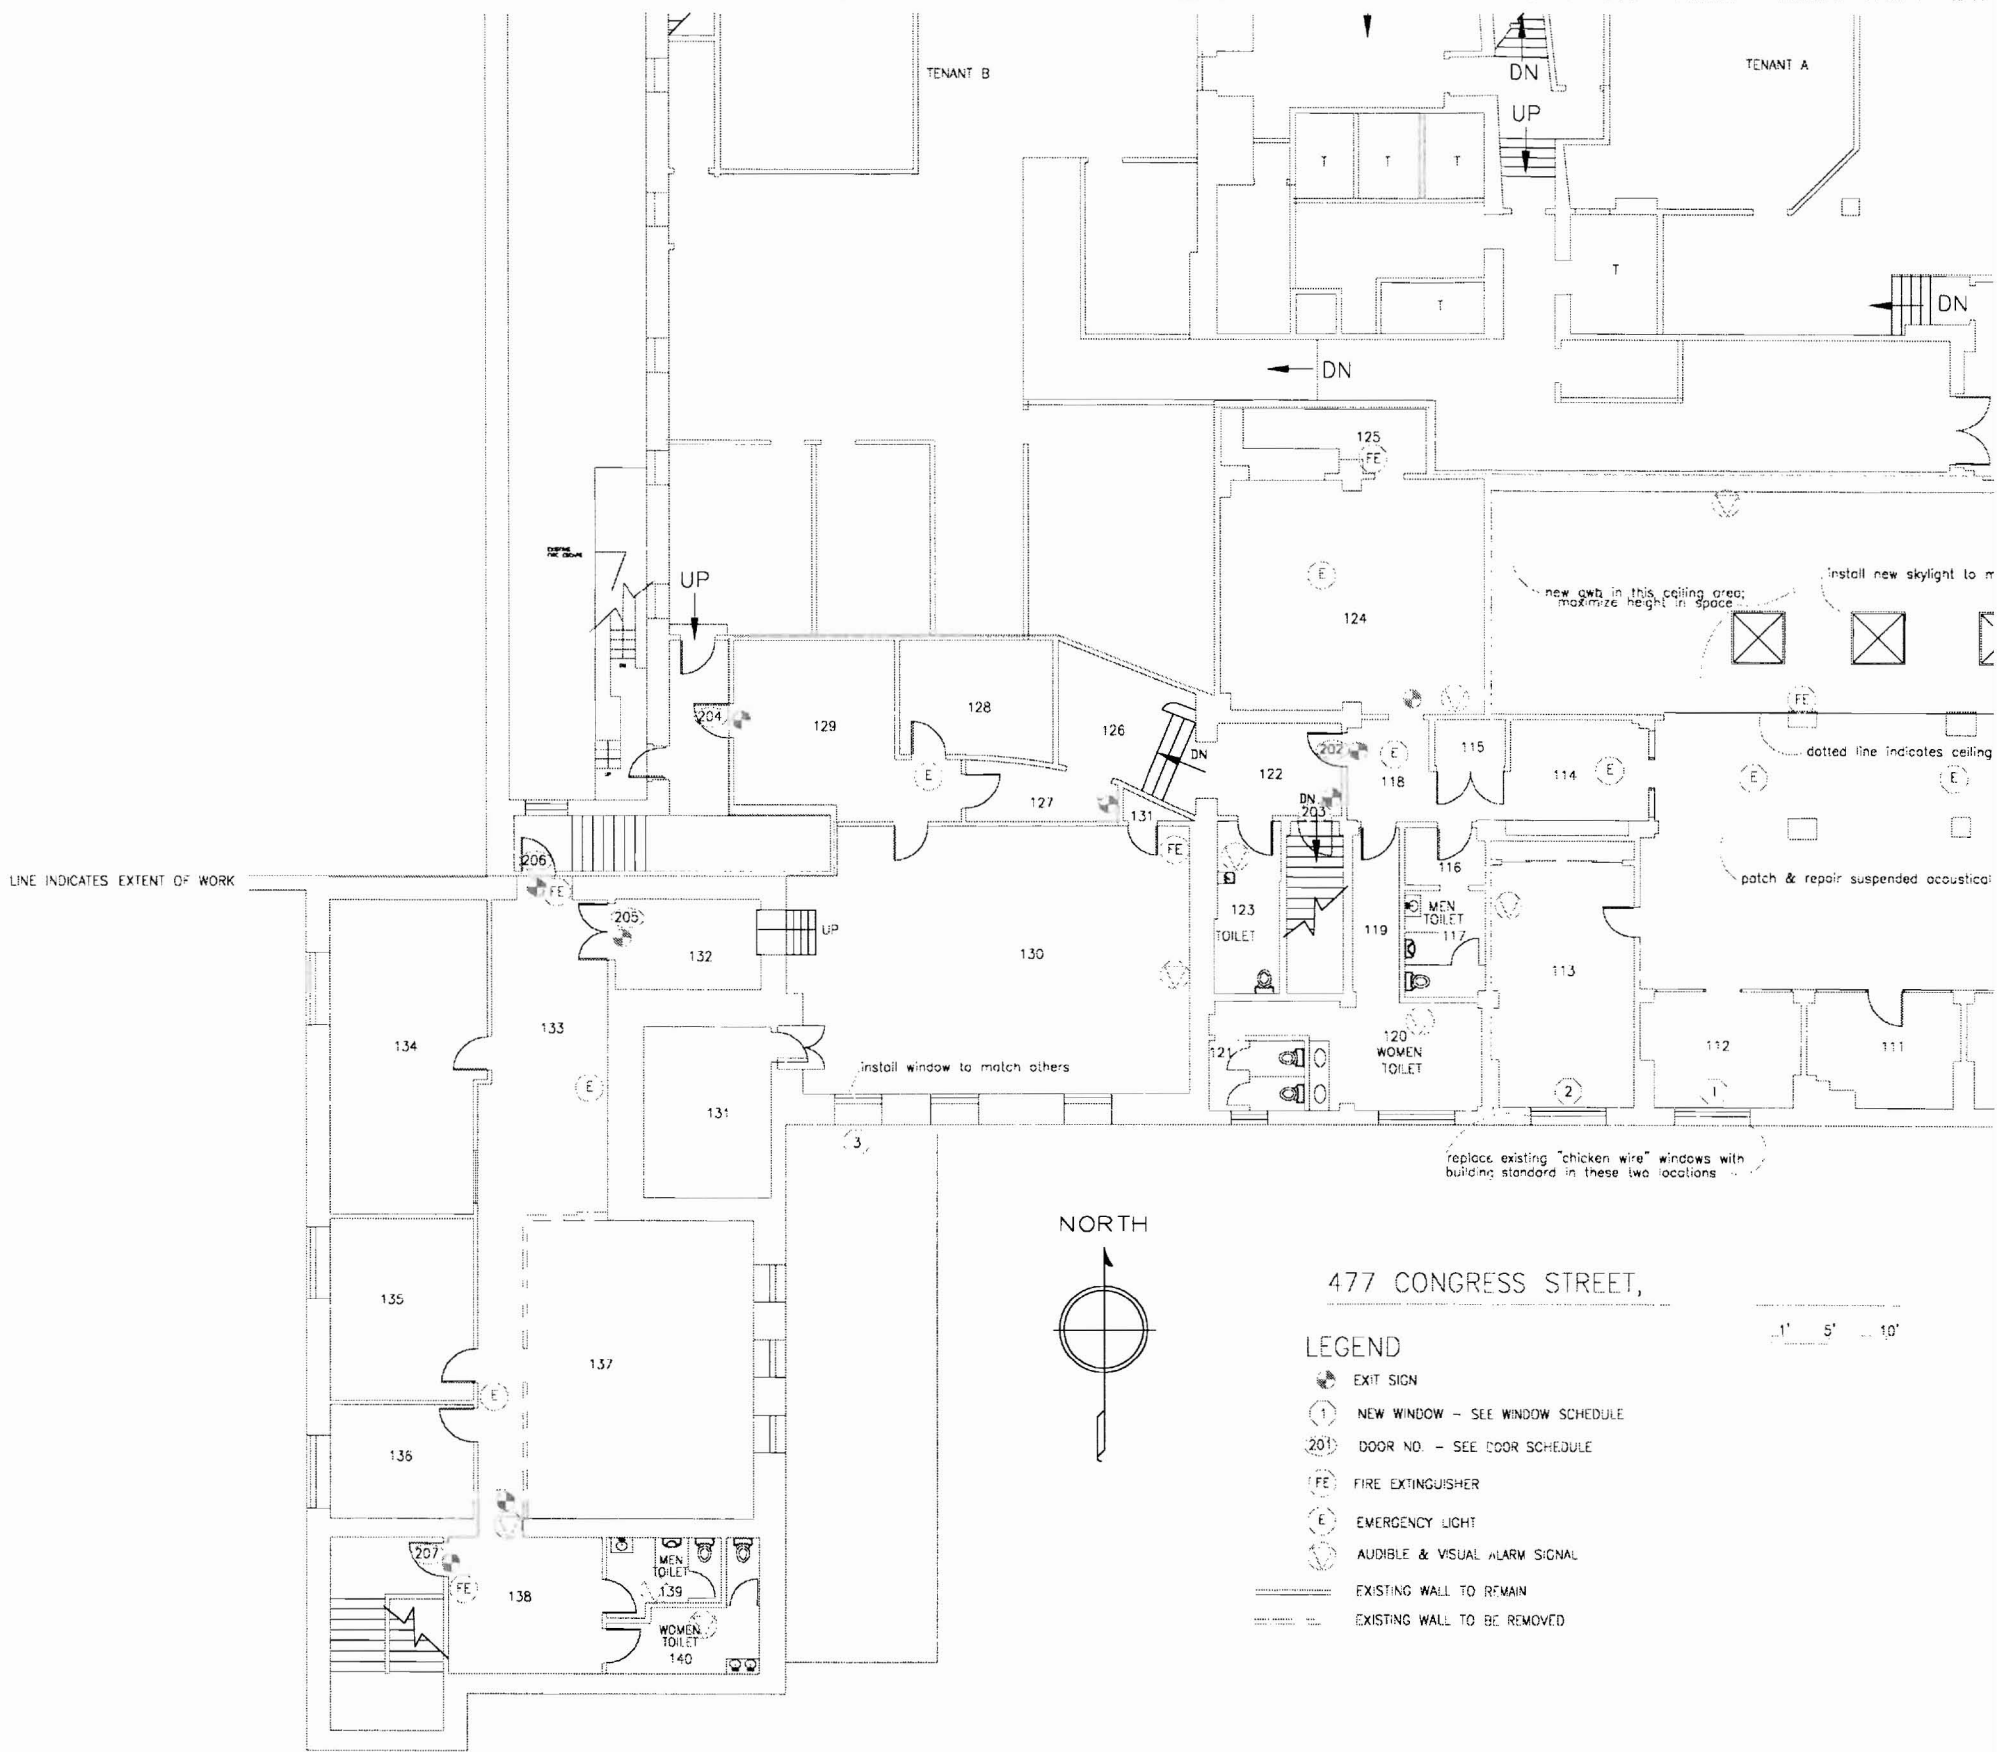 TENANT B
TENANT A
DN
UP
T T T
T
T
DN
DN
125
FE
EXISTING
FIRE ESCAPE
E
install new skylight to m
new gwb in this ceiling area;
maximize height in space
UP
124
DN
FE
204
129
128
126
DN
202
E
115
dotted line indicates ceiling
E
122
118
114
E
E
E
127
131
DN
203
UP
206
FE
FE
116
LINE INDICATES EXTENT OF WORK
patch & repair suspended acoustical
205
123
MEN
TOILET
UP
TOILET
119
117
132
130
113
133
134
120
121
WOMEN
TOILET
112
111
install window to match others
E
131
2
1
3
replace existing "chicken wire" windows with
building standard in these two locations
NORTH
477 CONGRESS STREET,
135
1' 5' 10'
LEGEND
137
EXIT SIGN
E
1 NEW WINDOW - SEE WINDOW SCHEDULE
201 DOOR NO. - SEE DOOR SCHEDULE
136
FE FIRE EXTINGUISHER
E EMERGENCY LIGHT
207
AUDIBLE & VISUAL ALARM SIGNAL
MEN
TOILET
FE
139
138
EXISTING WALL TO REMAIN
EXISTING WALL TO BE REMOVED
WOMEN
TOILET
140